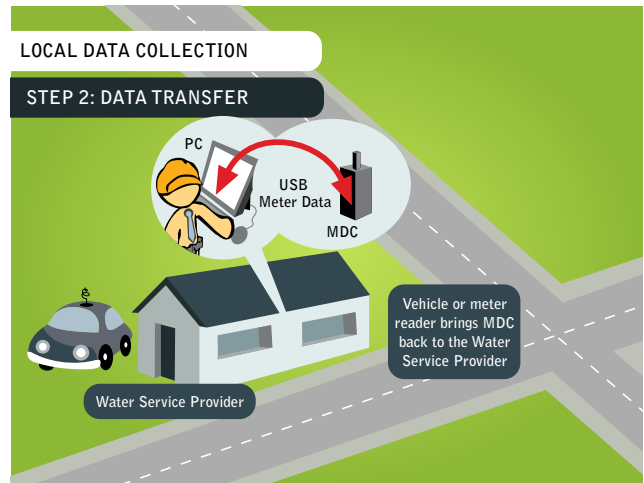 LOCAL DATA COLLECTION
STEP 2: DATA TRANSFER
PC
USB
Meter Data
MDC
Vehicle or meter
reader brings MDC
back to the Water
Service Provider
Water Service Provider